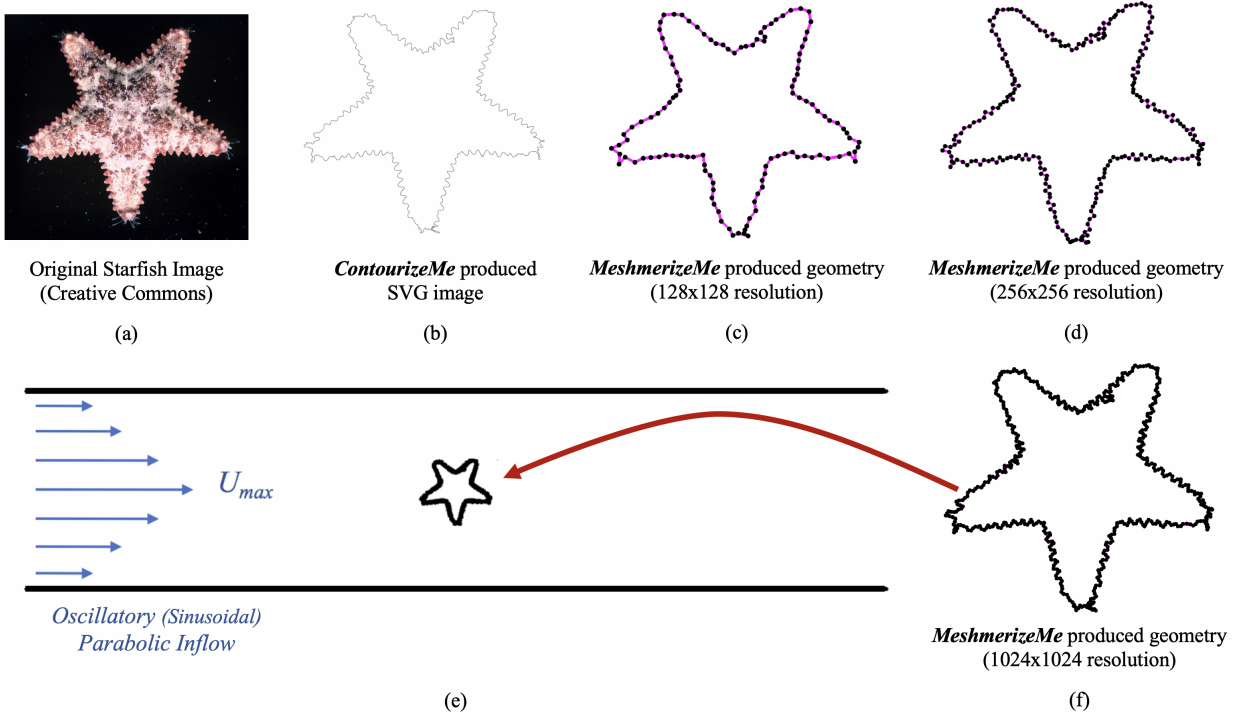 Original Starfish Image
(Creative Commons)
(a)
ContourizeMe produced
SVG image
(b)
MeshmerizeMe produced geometry
(128x128 resolution)
(c)
MeshmerizeMe produced geometry
(256x256 resolution)
(d)
Umax
Oscillatory (Sinusoidal)
Parabolic Inflow
(e)
MeshmerizeMe produced geometry
(1024x1024 resolution)
(f)